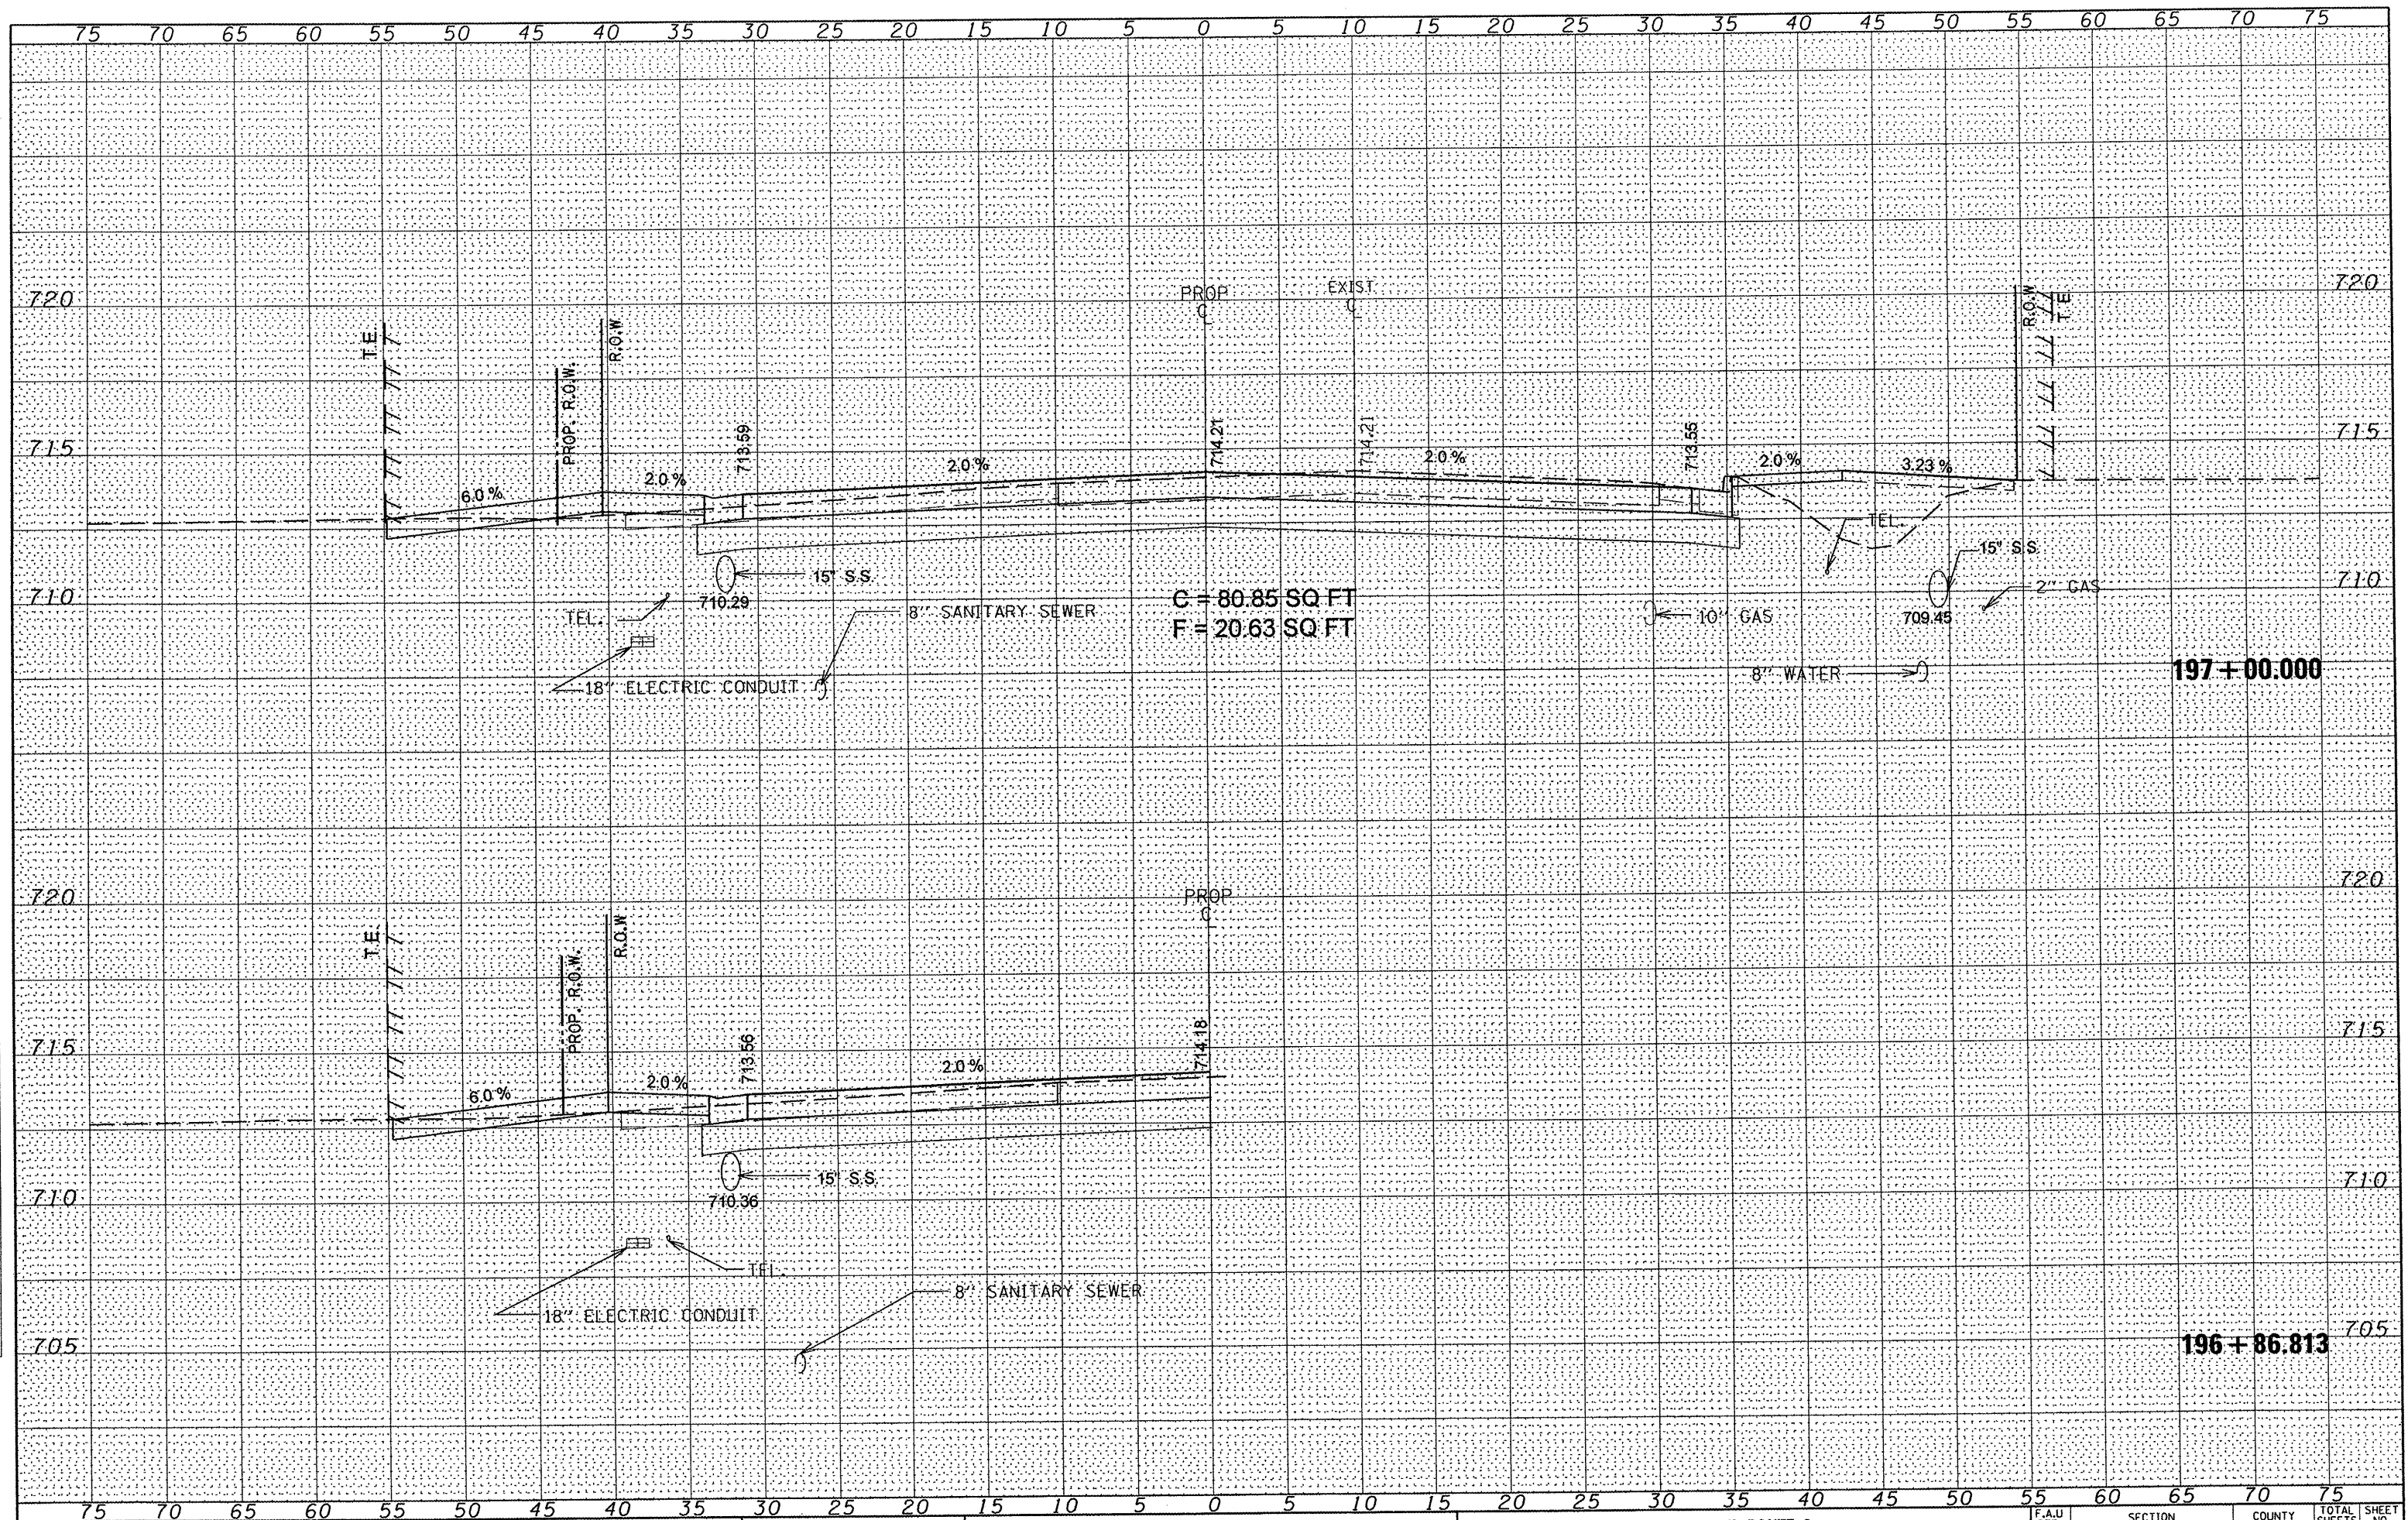 75 70 65 60 55 50 45 40 35 30 25 20 15 10 5 0 5 10 15 20 25 30 35 40 45 50 55 60 65 70 75
720 PROP ℄ EXIST ℄ 720
T.E. PROP. R.O.W. R.O.W. R.O.W. T.E.
715 715
6.0 % 2.0 % 713.59 2.0 % 714.21 714.21 2.0 % 713.55 2.0 % 3.23 %
TEL.
15" S.S. 15" S.S.
710 710.29 710
TEL. 8" SANITARY SEWER 10" GAS 709.45 2" GAS
C = 80.85 SQ FT
F = 20.63 SQ FT
18" ELECTRIC CONDUIT 8" WATER 197+00.000
720 PROP ℄ 720
T.E. PROP. R.O.W. R.O.W.
715 715
6.0 % 2.0 % 713.56 2.0 % 714.18
15" S.S.
710 710.36 710
TEL.
18" ELECTRIC CONDUIT 8" SANITARY SEWER
705 705
196+86.813
75 70 65 60 55 50 45 40 35 30 25 20 15 10 5 0 5 10 15 20 25 30 35 40 45 50 55 60 65 70 75
F.A.U SECTION COUNTY TOTAL SHEETS SHEET NO.